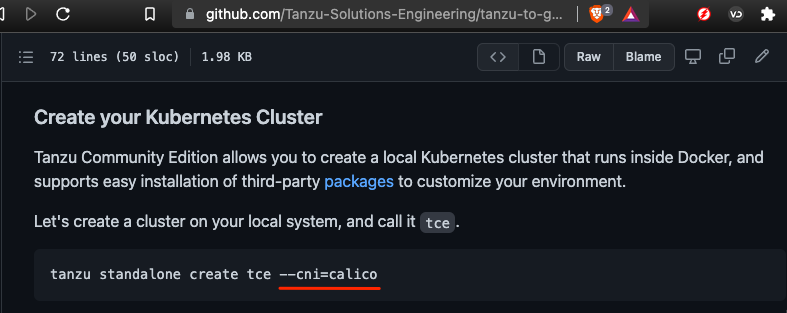 github.com/Tanzu-Solutions-Engineering/tanzu-to-g... 2
72 lines (50 sloc) 1.98 KB <> Raw Blame
Create your Kubernetes Cluster
Tanzu Community Edition allows you to create a local Kubernetes cluster that runs inside Docker, and
supports easy installation of third-party packages to customize your environment.
Let's create a cluster on your local system, and call it tce.
tanzu standalone create tce --cni=calico